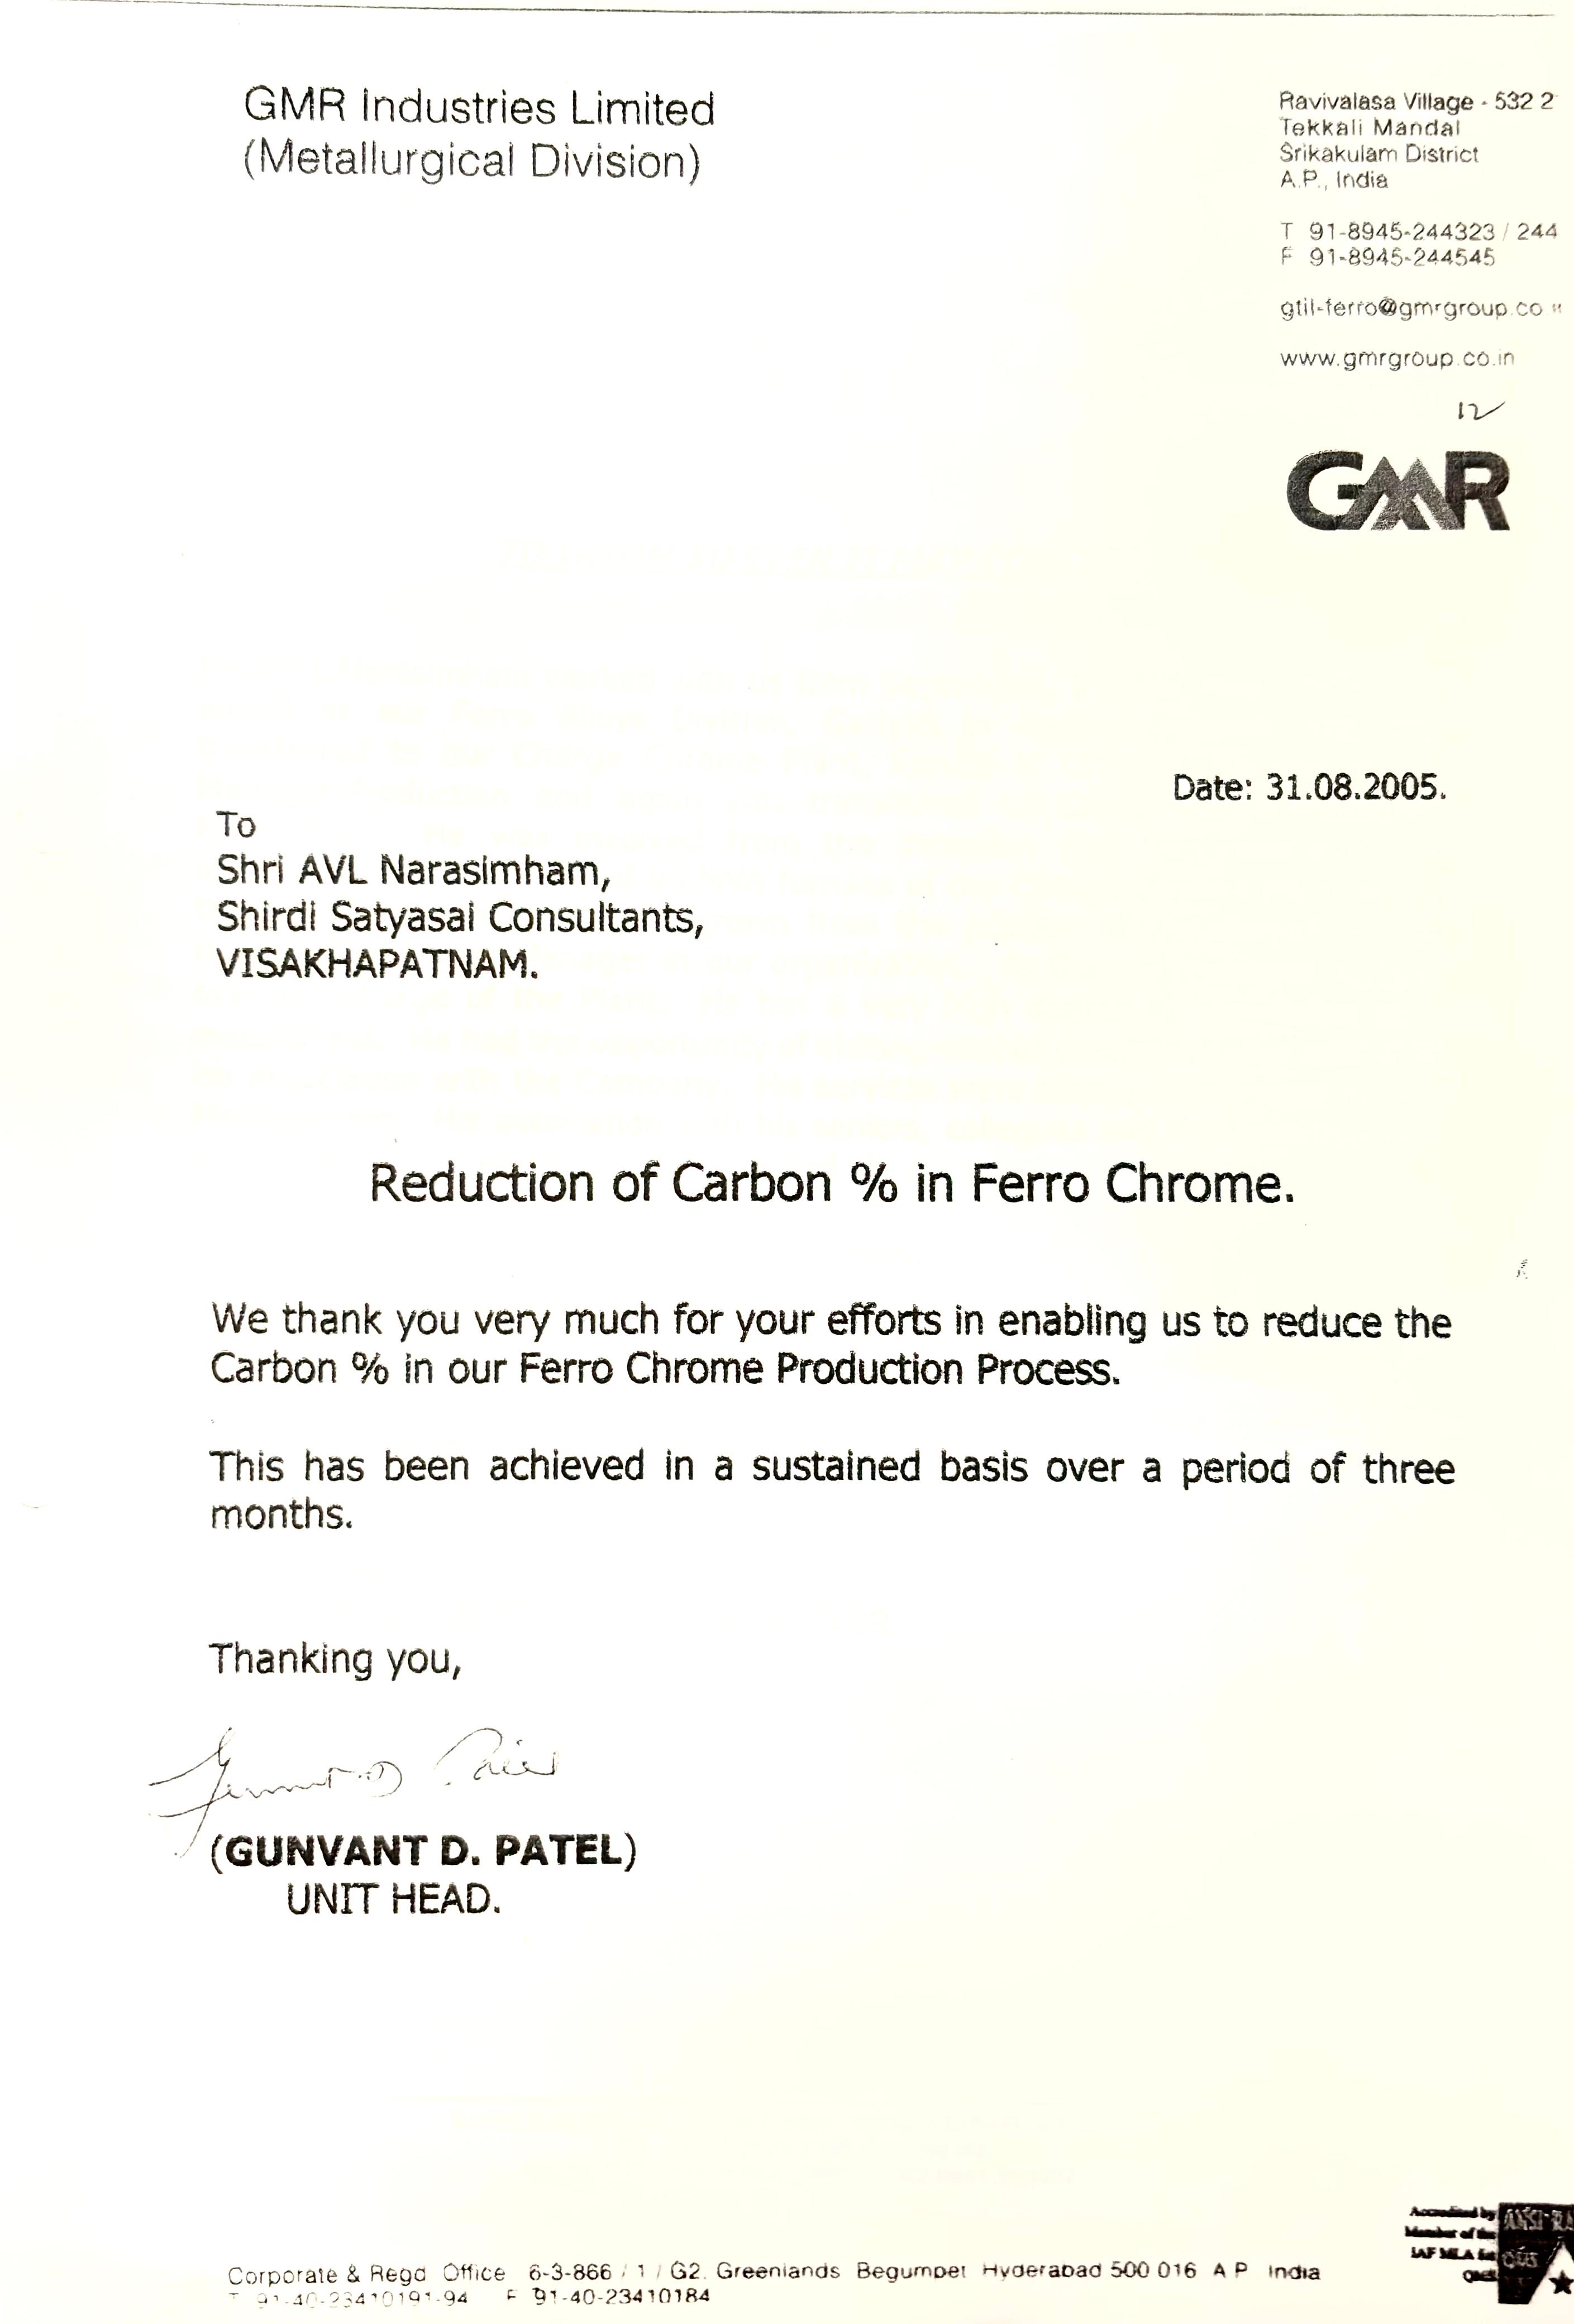 GMR Industries Limited
(Metallurgical Division)
Ravivalasa Village - 532 2
Tekkali Mandal
Srikakulam District
A.P., India
T 91-8945-244323 / 244
F 91-8945-244545
gtil-ferro@gmrgroup.co
www.gmrgroup.co.in
12
GMR
Date: 31.08.2005.
To
Shri AVL Narasimham,
Shirdi Satyasai Consultants,
VISAKHAPATNAM.
Reduction of Carbon % in Ferro Chrome.
We thank you very much for your efforts in enabling us to reduce the
Carbon % in our Ferro Chrome Production Process.
This has been achieved in a sustained basis over a period of three
months.
Thanking you,
(GUNVANT D. PATEL)
UNIT HEAD.
Accredited by
Member of the
IAF MLA for
QMS
ANSI RA
QMS
Corporate & Regd Office 6-3-866 / 1 / G2. Greenlands Begumpet Hyderabad 500 016 A P India
T 91-40-23410191-94 F 91-40-23410184